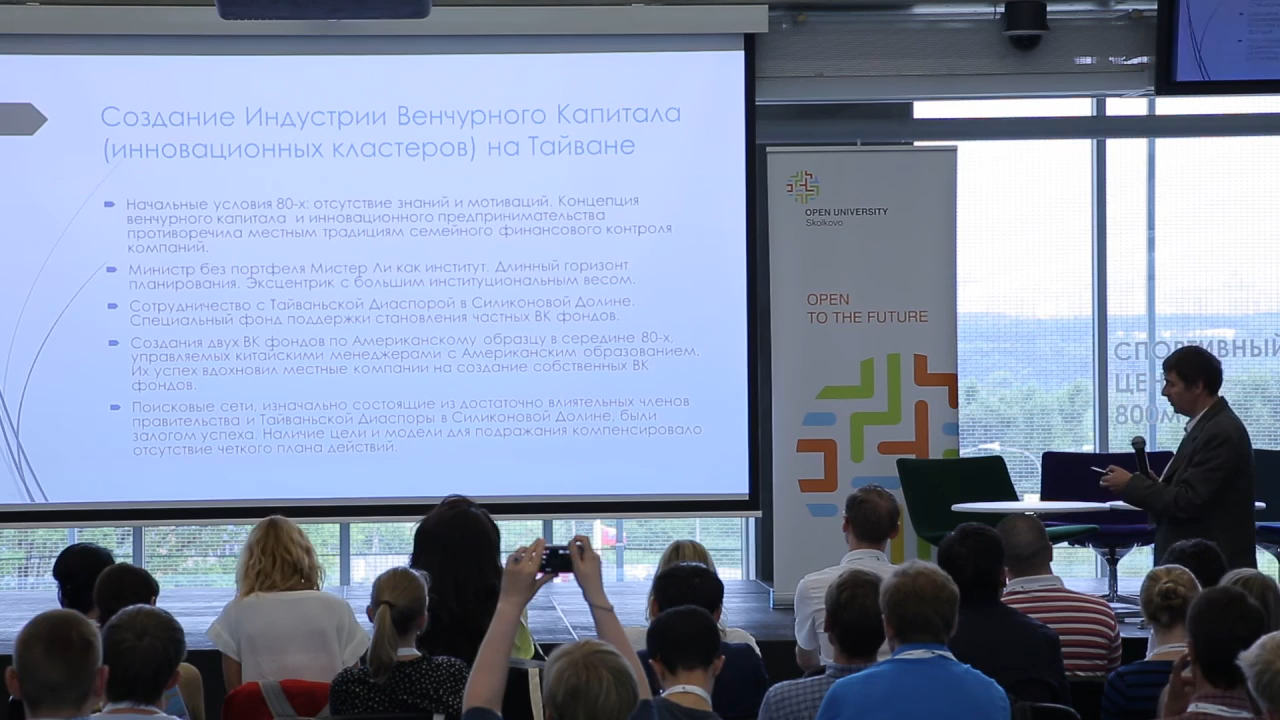 Создание Индустрии Венчурного Капитала
(инновационных кластеров) на Тайване
Начальные условия 80-х: отсутствие знаний и мотиваций. Концепция
венчурного капитала и инновационного предпринимательства
противоречила местным традициям семейного финансового контроля
компаний.
Министр без портфеля Мистер Ли как институт. Длинный горизонт
планирования. Эксцентрик с большим институциональным весом.
Сотрудничество с Тайваньской Диаспорой в Силиконовой Долине.
Специальный фонд поддержки становления частных ВК фондов.
Создания двух ВК фондов по Американскому образцу в середине 80-х,
управляемых китайскими менеджерами с Американским образованием.
Их успех вдохновил местные компании на создание собственных ВК
фондов.
Поисковые сети, изначально состоящие из достаточно влиятельных членов
правительства и Тайваньской диаспоры в Силиконовой долине, были
залогом успеха. Наличие цели и модели для подражания компенсировало
отсутствие четкого плана действий.
OPEN UNIVERSITY
Skolkovo
OPEN
TO THE FUTURE
СПОРТИВНЫЙ
ЦЕН
800м